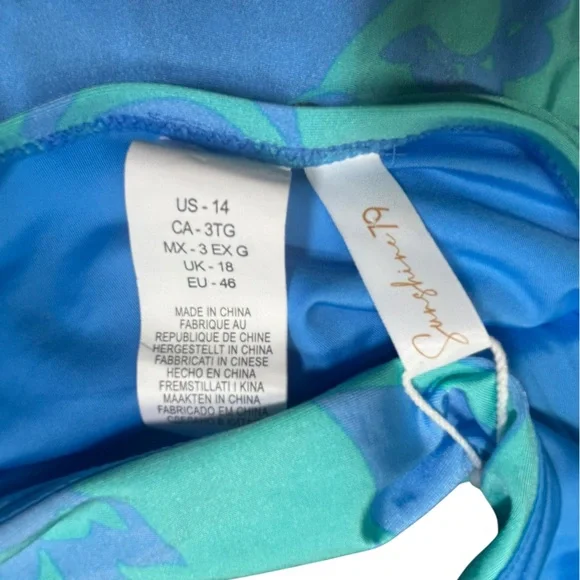 US - 14
CA - 3TG
MX - 3 EX G
UK - 18
EU - 46
MADE IN CHINA
FABRIQUE AU
REPUBLIQUE DE CHINE
HERGESTELLT IN CHINA
FABBRICATO IN CINESE
HECHO EN CHINA
FREMSTILLATI I KINA
MAAKTEN IN CHINA
FABRICADO EM CHINA
Sunshine79